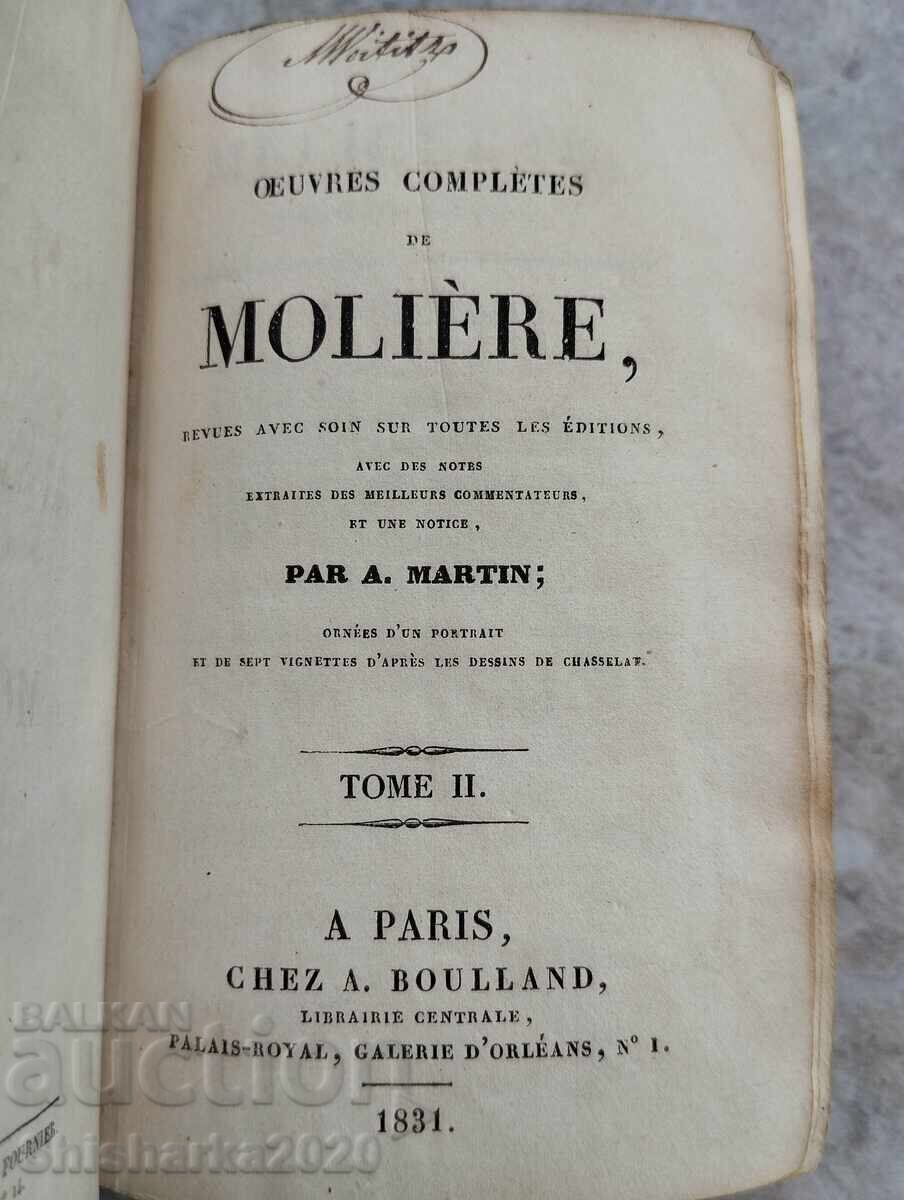 OEUVRES COMPLÈTES
DE
MOLIÈRE,
REVUES AVEC SOIN SUR TOUTES LES ÉDITIONS,
AVEC DES NOTES
EXTRAITES DES MEILLEURS COMMENTATEURS,
ET UNE NOTICE,
PAR A. MARTIN;
ORNÉES D'UN PORTRAIT
ET DE SEPT VIGNETTES D'APRÈS LES DESSINS DE CHASSELAT.
TOME II.
A PARIS,
CHEZ A. BOULLAND,
LIBRAIRIE CENTRALE,
PALAIS-ROYAL, GALERIE D'ORLÉANS, N° 1.
1831.
FOURNIER
BALKAN
auction
shisharka2020